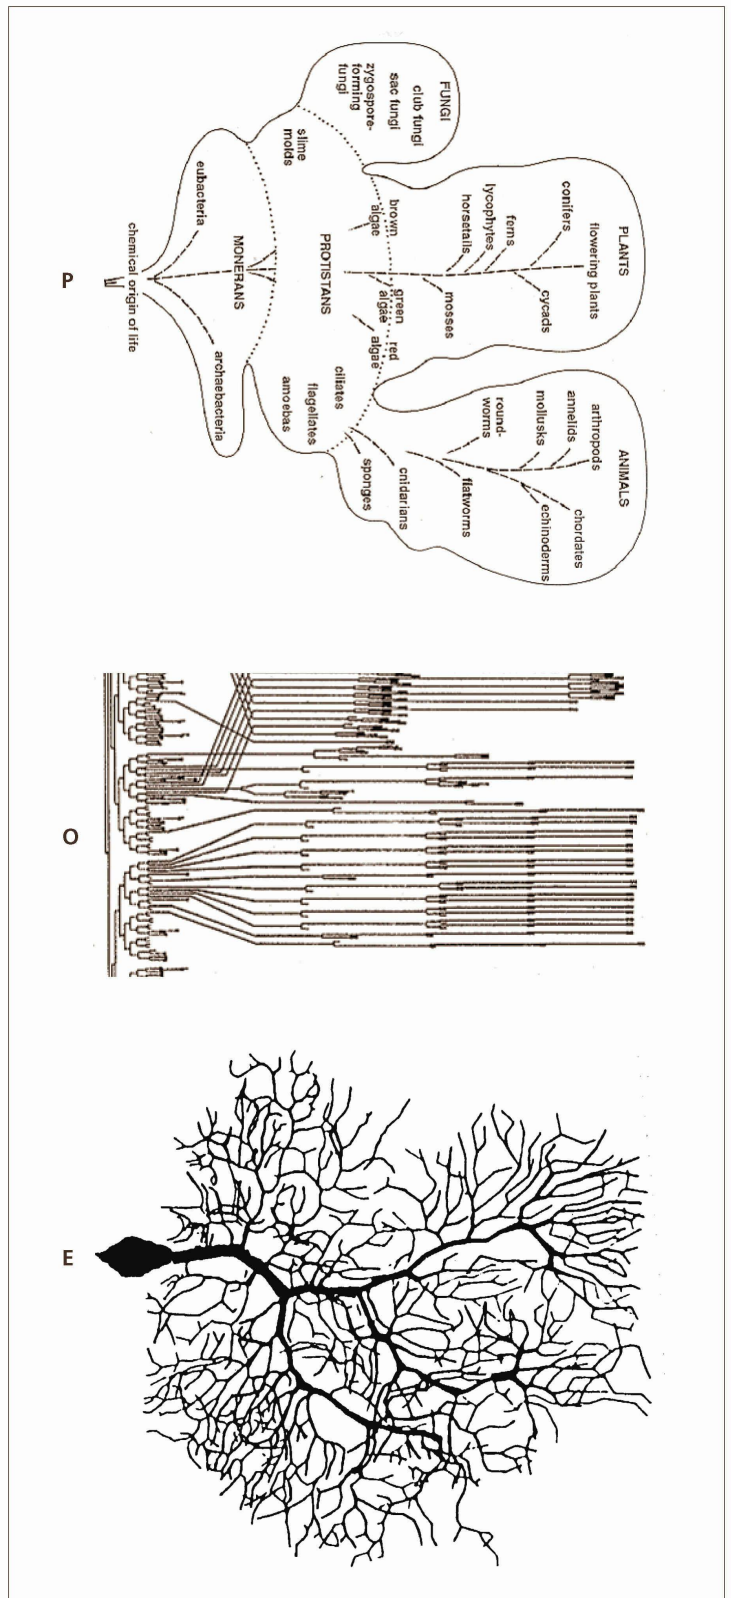 P
FUNGI
club fungi
sac fungi
zygospore-
forming
fungi
slime
molds
PLANTS
flowering plants
conifers
cycads
ferns
lycophytes
horsetails
mosses
brown
algae
green
algae
red
algae
PROTISTANS
ciliates
flagellates
amoebas
ANIMALS
arthropods
annelids
mollusks
round-
worms
chordates
echinoderms
flatworms
cnidarians
sponges
MONERANS
eubacteria
archaebacteria
chemical origin of life
O
E